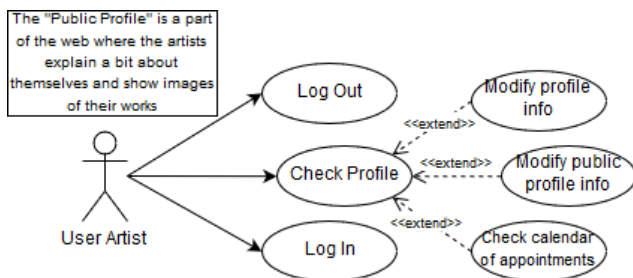 The "Public Profile" is a part
of the web where the artists
explain a bit about
themselves and show images
of their works
Log Out
Modify profile
info
<<extend>>
Check Profile
<<extend>>
Modify public
profile info
User Artist
Log In
<<extend>>
Check calendar
of appointments